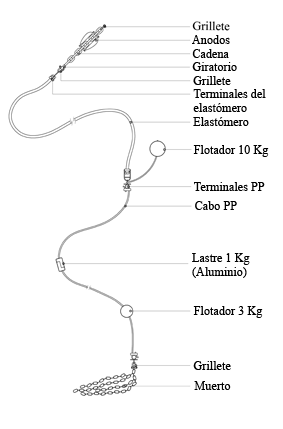 Grillete
Anodos
Cadena
Giratorio
Grillete
Terminales del
elastómero
Elastómero
Flotador 10 Kg
Terminales PP
Cabo PP
Lastre 1 Kg
(Aluminio)
Flotador 3 Kg
Grillete
Muerto